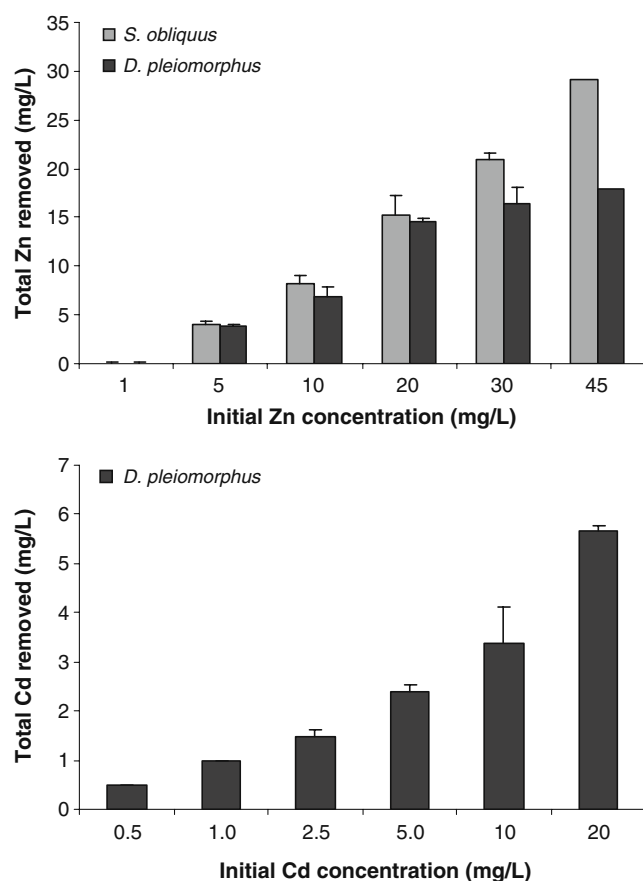 S. obliquus
D. pleiomorphus
Total Zn removed (mg/L)
35
30
25
20
15
10
5
0
1 5 10 20 30 45
Initial Zn concentration (mg/L)
D. pleiomorphus
Total Cd removed (mg/L)
7
6
5
4
3
2
1
0
0.5 1.0 2.5 5.0 10 20
Initial Cd concentration (mg/L)